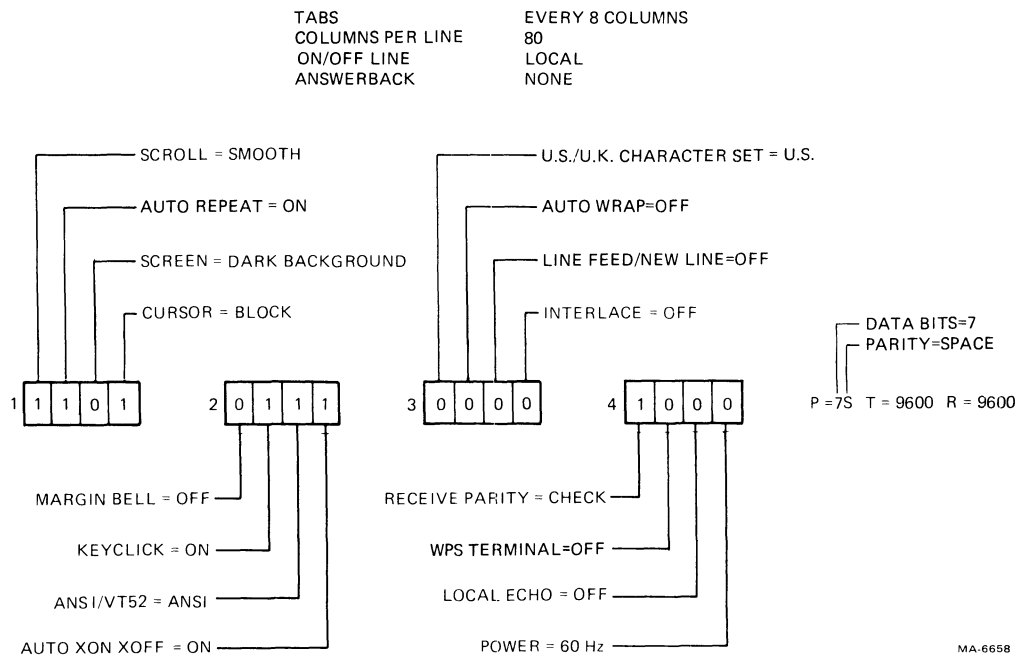 TABS EVERY 8 COLUMNS
COLUMNS PER LINE 80
ON/OFF LINE LOCAL
ANSWERBACK NONE
SCROLL = SMOOTH
AUTO REPEAT = ON
SCREEN = DARK BACKGROUND
CURSOR = BLOCK
U.S./U.K. CHARACTER SET = U.S.
AUTO WRAP=OFF
LINE FEED/NEW LINE=OFF
INTERLACE = OFF
DATA BITS=7
PARITY=SPACE
1 1 1 0 1
2 0 1 1 1
3 0 0 0 0
4 1 0 0 0
P =7S T = 9600 R = 9600
MARGIN BELL = OFF
KEYCLICK = ON
ANSI/VT52 = ANSI
AUTO XON XOFF = ON
RECEIVE PARITY = CHECK
WPS TERMINAL=OFF
LOCAL ECHO = OFF
POWER = 60 Hz
MA-6658